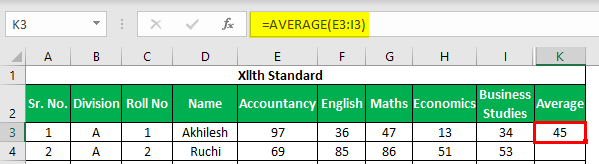 K3 =AVERAGE(E3:I3)
A B C D E F G H I K
1 XIIth Standard
2 Sr. No. Division Roll No Name Accountancy English Maths Economics Business Studies Average
3 1 A 1 Akhilesh 97 36 47 13 34 45
4 2 A 2 Ruchi 69 85 86 51 53